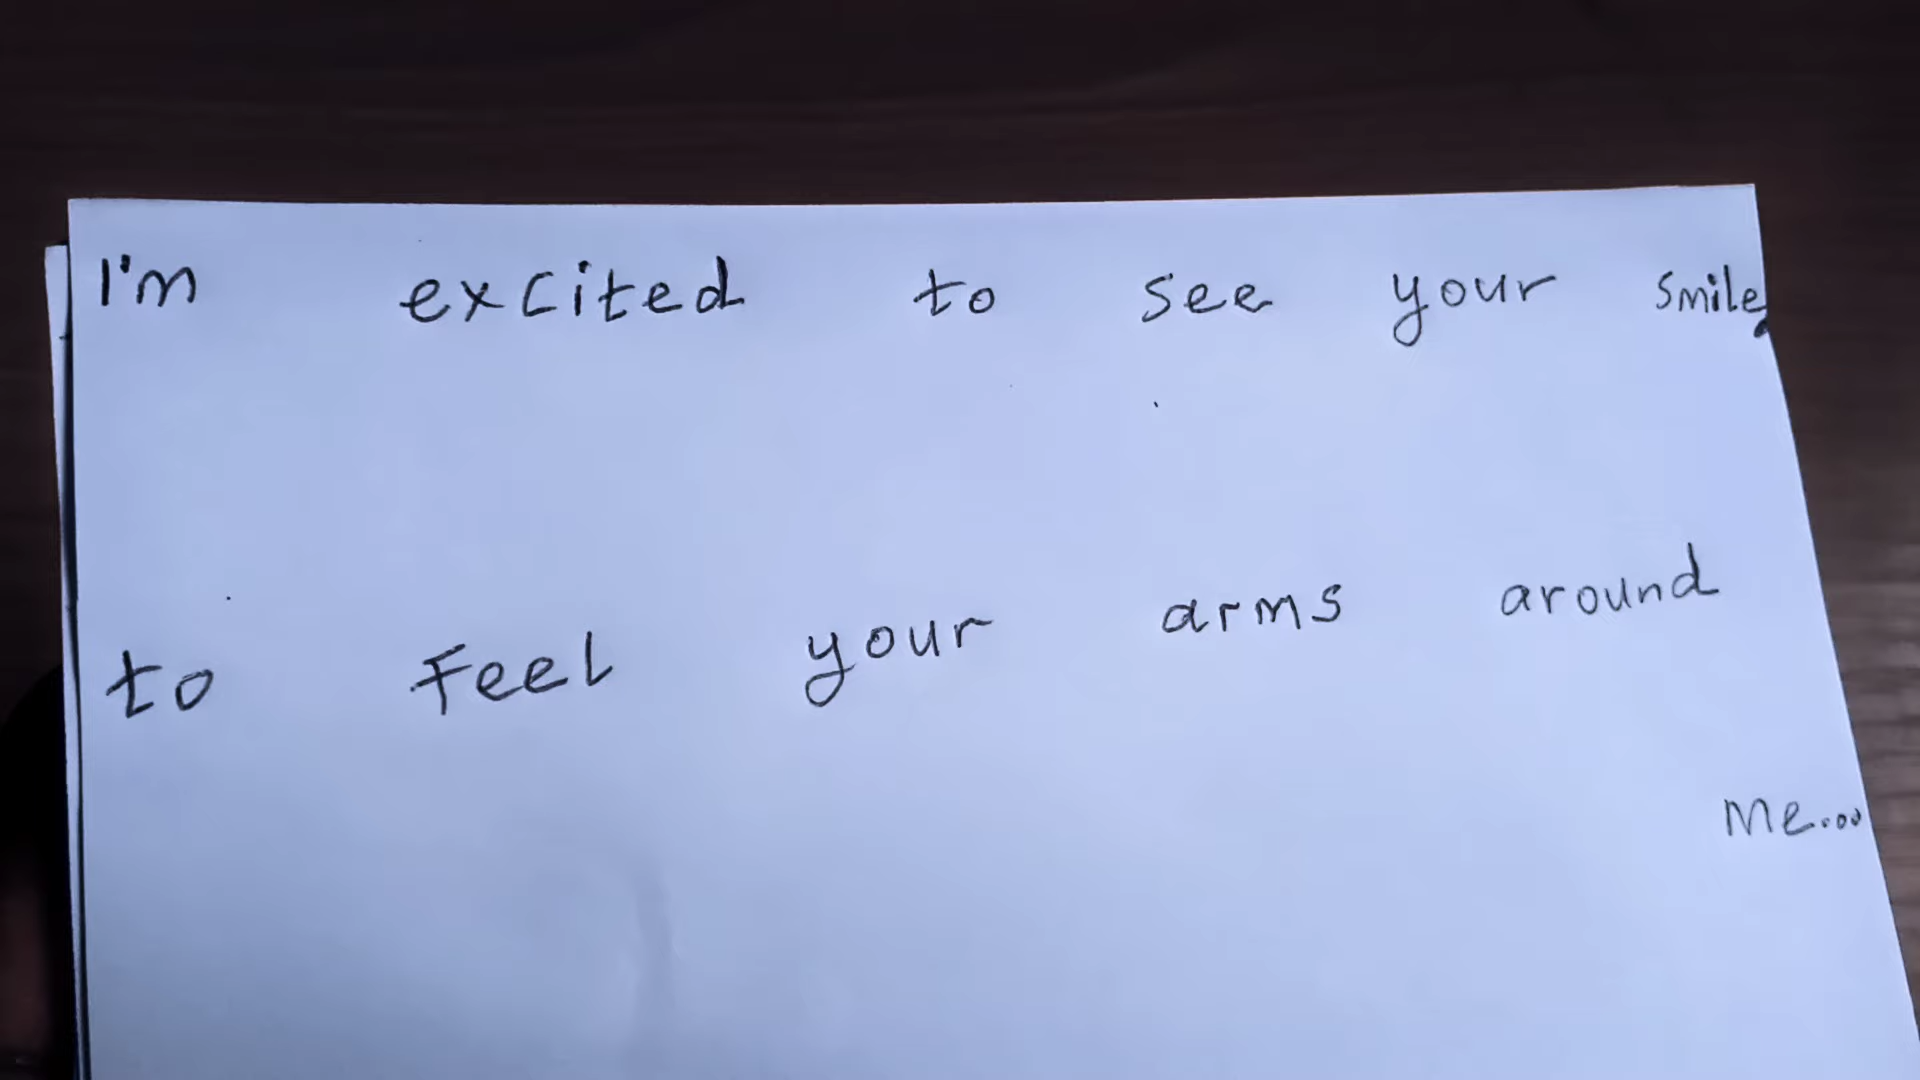 I'm excited to see your smile,
to Feel your arms around
me....